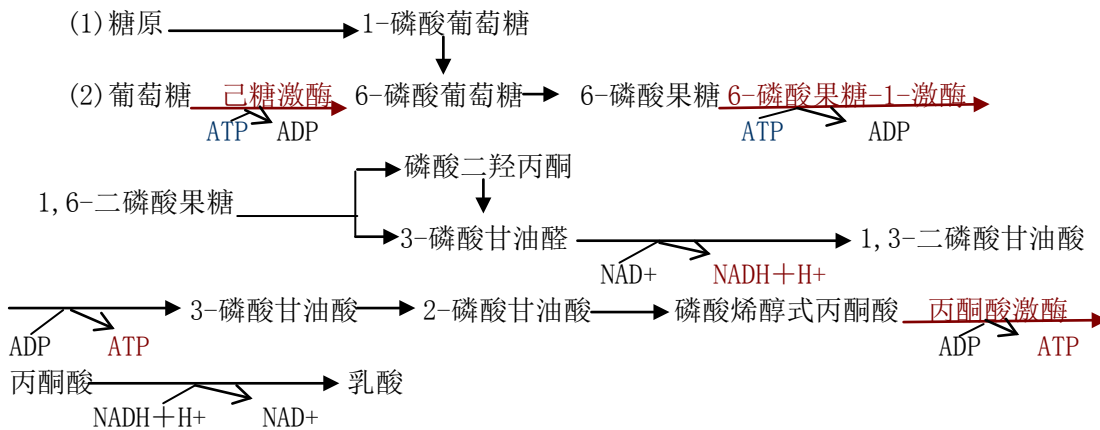 (1)糖原 1-磷酸葡萄糖
(2)葡萄糖 己糖激酶 6-磷酸葡萄糖 6-磷酸果糖 6-磷酸果糖-1-激酶
ATP ADP ATP ADP
磷酸二羟丙酮
1,6-二磷酸果糖
3-磷酸甘油醛 1,3-二磷酸甘油酸
NAD+ NADH+H+
3-磷酸甘油酸 2-磷酸甘油酸 磷酸烯醇式丙酮酸 丙酮酸激酶
ADP ATP ADP ATP
丙酮酸 乳酸
NADH+H+ NAD+